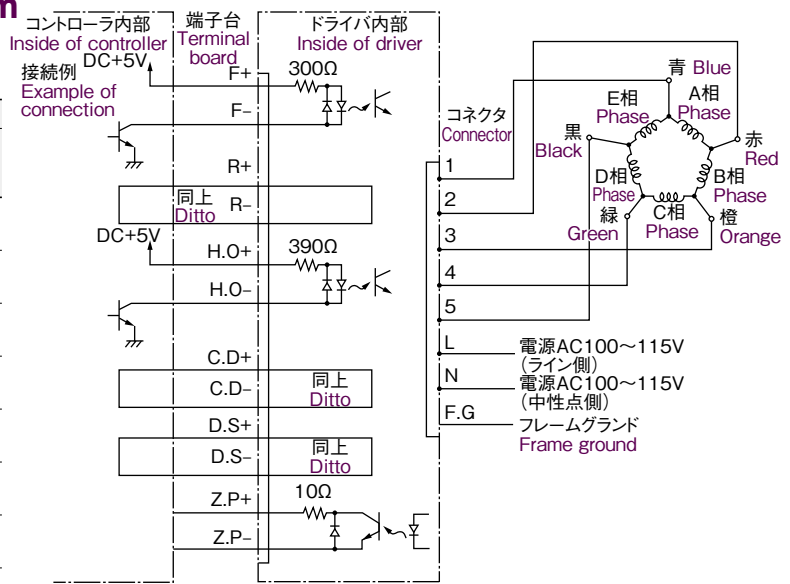 m
コントローラ内部
Inside of controller
端子台
Terminal
board
ドライバ内部
Inside of driver
接続例
Example of
connection
DC+5V
F+
300Ω
F−
R+
同上
Ditto
R−
DC+5V
H.O+
390Ω
H.O−
C.D+
C.D−
同上
Ditto
D.S+
D.S−
同上
Ditto
Z.P+
10Ω
Z.P−
コネクタ
Connector
1
2
3
4
5
L
電源AC100～115V
（ライン側）
N
電源AC100～115V
（中性点側）
F.G
フレームグランド
Frame ground
青 Blue
E相
Phase
A相
Phase
黒
Black
赤
Red
D相
Phase
B相
Phase
緑
Green
C相
Phase
橙
Orange